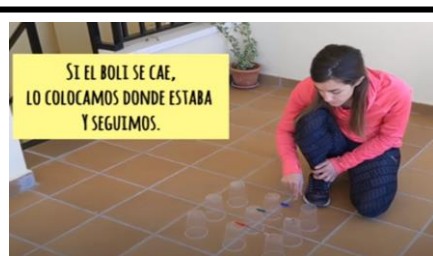 SI EL BOLI SE CAE,
LO COLOCAMOS DONDE ESTABA
Y SEGUIMOS.